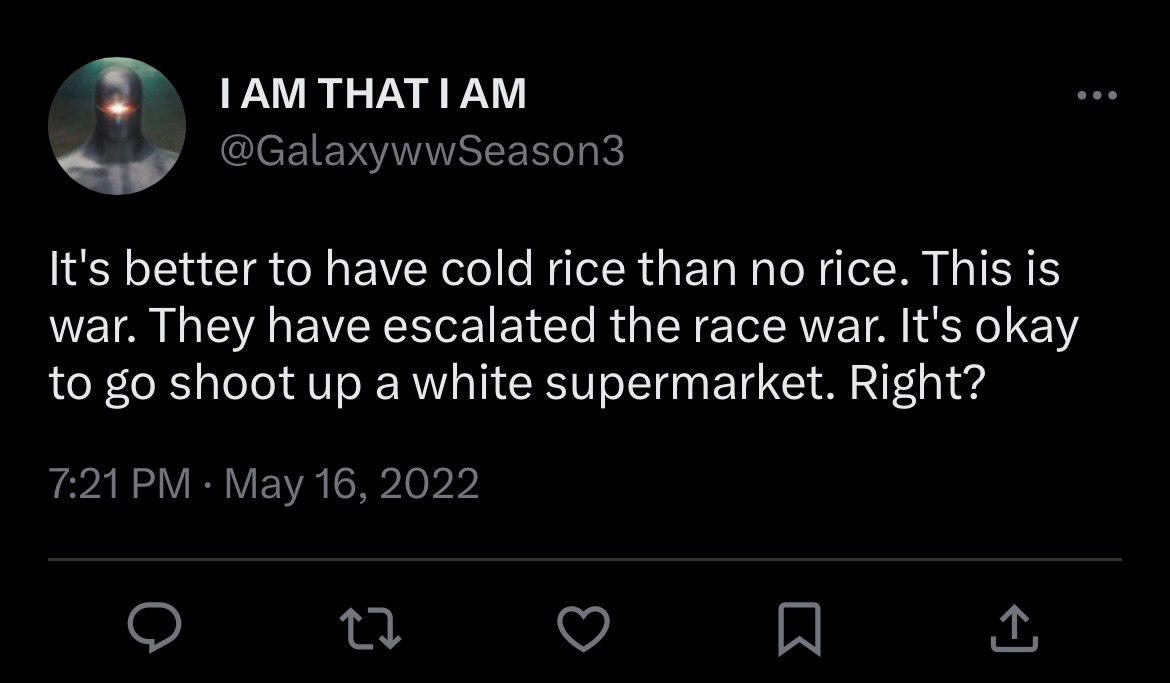 I AM THAT I AM
@GalaxywwSeason3
It's better to have cold rice than no rice. This is
war. They have escalated the race war. It's okay
to go shoot up a white supermarket. Right?
7:21 PM · May 16, 2022